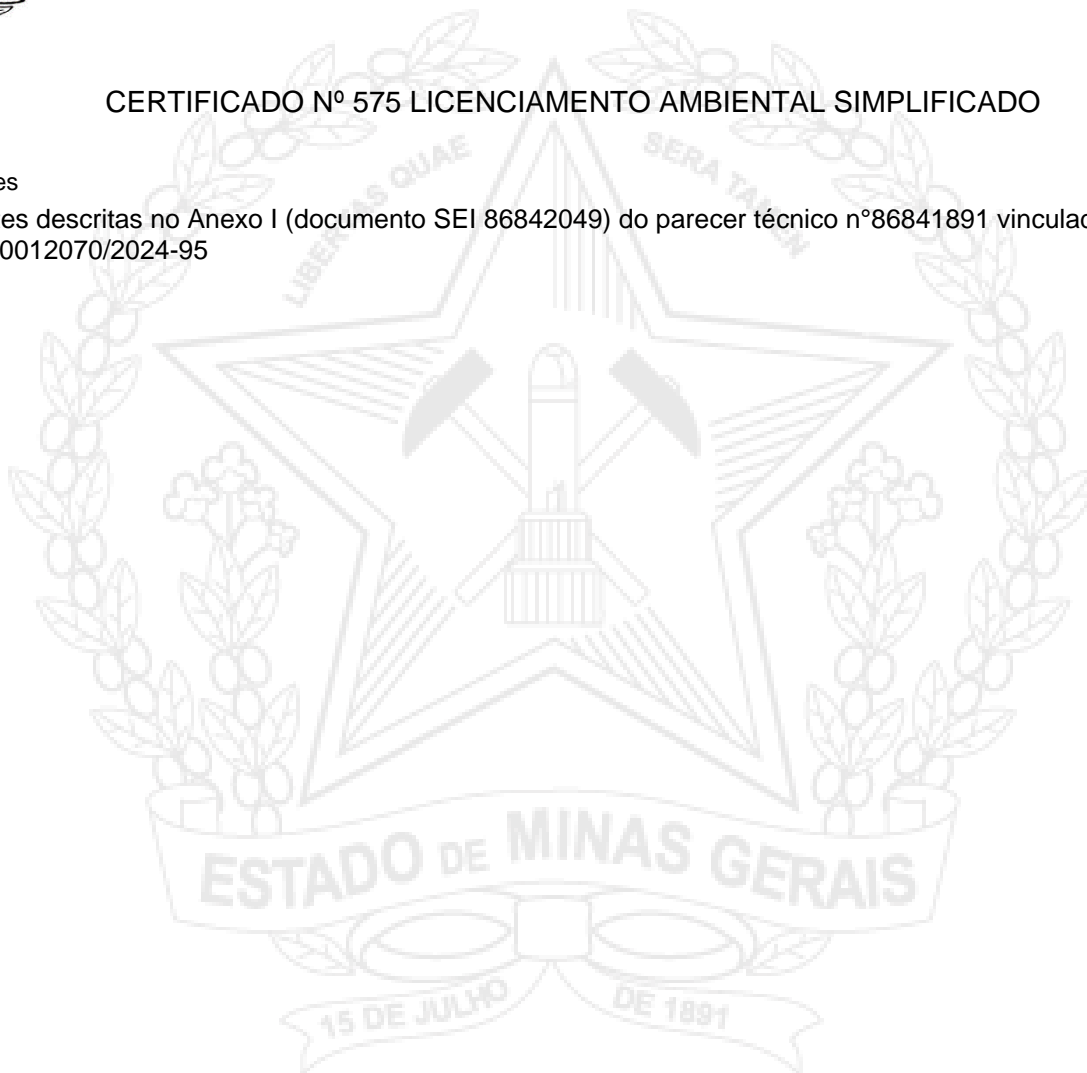 CERTIFICADO Nº 575 LICENCIAMENTO AMBIENTAL SIMPLIFICADO
es
es descritas no Anexo I (documento SEI 86842049) do parecer técnico n°86841891 vinculad
0012070/2024-95
LIBERTAS QUAE SERA TAMEN
ESTADO DE MINAS GERAIS
15 DE JULHO DE 1891